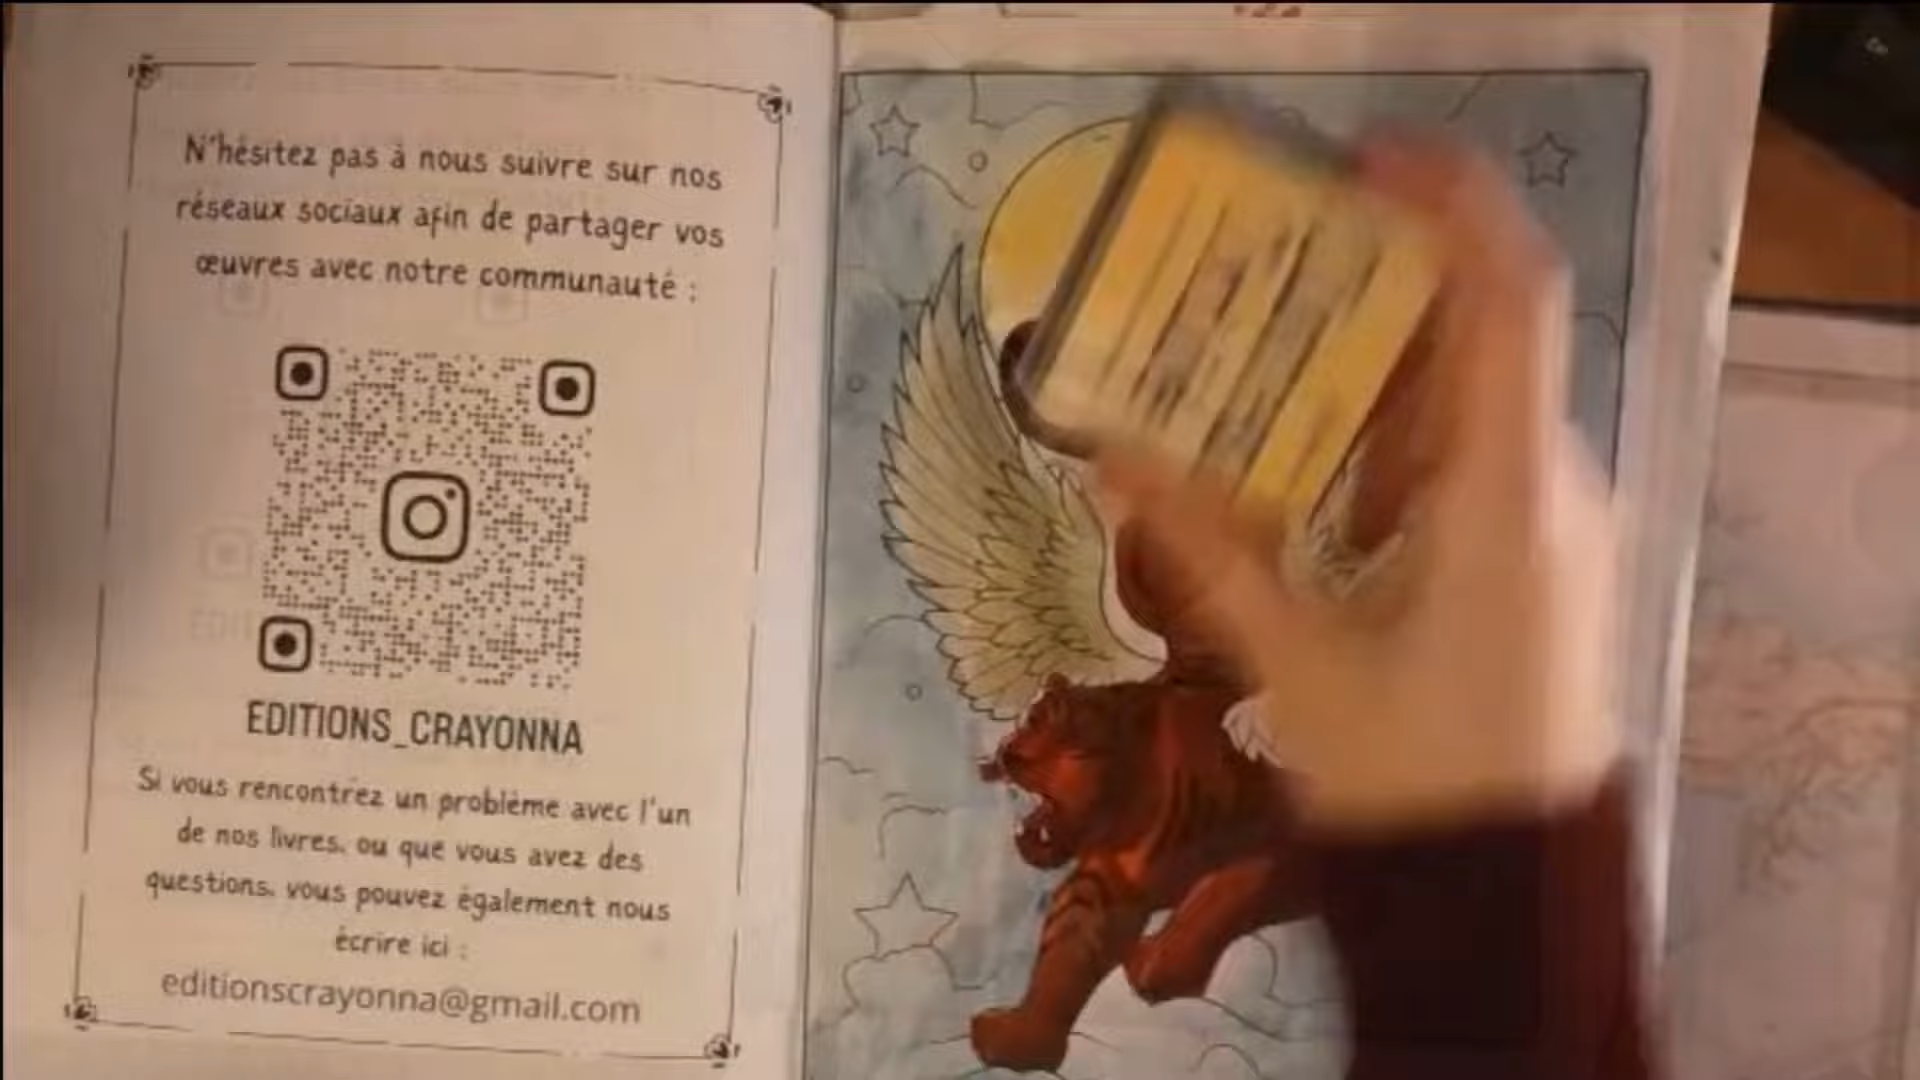 N'hésitez pas à nous suivre sur nos
réseaux sociaux afin de partager vos
œuvres avec notre communauté :
EDITIONS_CRAYONNA
Si vous rencontrez un problème avec l'un
de nos livres, ou que vous avez des
questions, vous pouvez également nous
écrire ici :
editionscrayonna@gmail.com